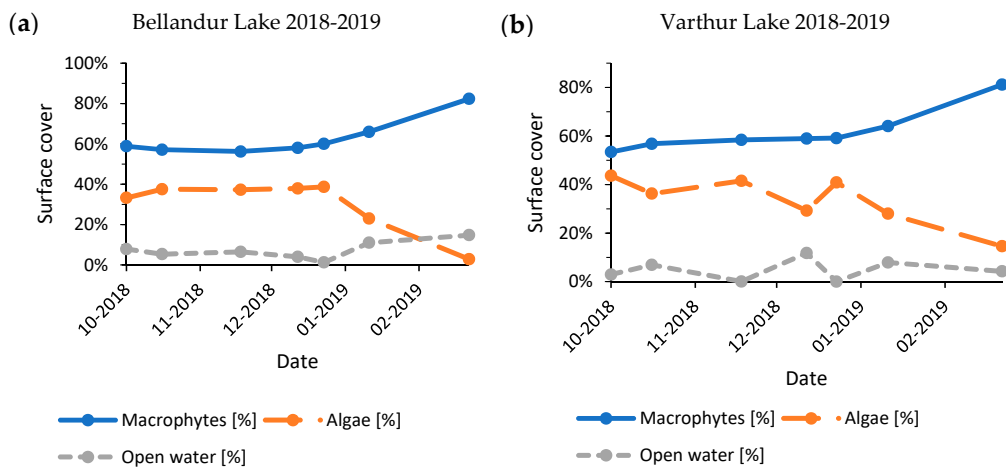 (a)
Bellandur Lake 2018-2019
100%
80%
60%
40%
20%
0%
Surface cover
10-2018
11-2018
12-2018
01-2019
02-2019
Date
Macrophytes [%]
Algae [%]
Open water [%]
(b)
Varthur Lake 2018-2019
80%
60%
40%
20%
0%
Surface cover
10-2018
11-2018
12-2018
01-2019
02-2019
Date
Macrophytes [%]
Algae [%]
Open water [%]